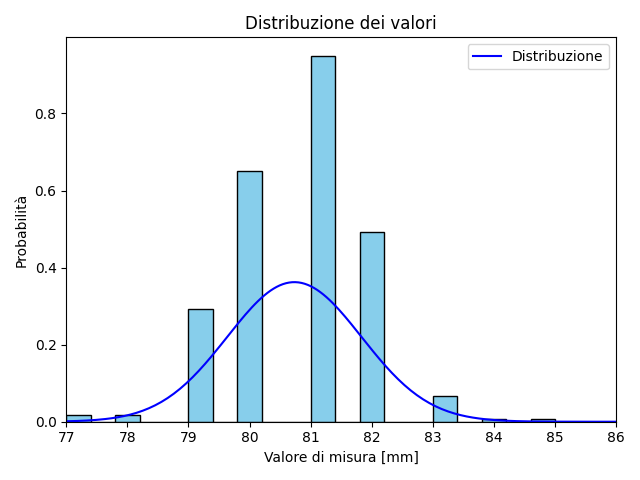 Distribuzione dei valori
Distribuzione
Probabilità
0.8
0.6
0.4
0.2
0.0
77 78 79 80 81 82 83 84 85 86
Valore di misura [mm]